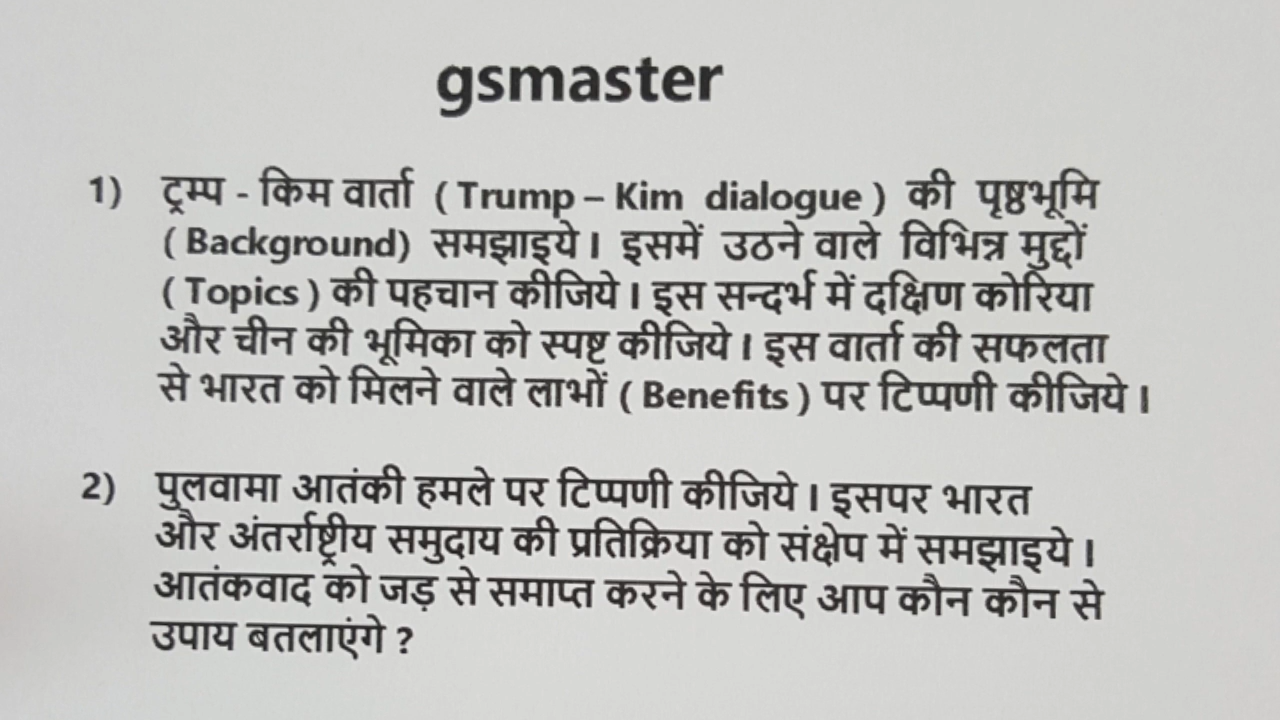 gsmaster
1) ट्रम्प - किम वार्ता ( Trump – Kim dialogue ) की पृष्ठभूमि
( Background) समझाइये । इसमें उठने वाले विभिन्न मुद्दों
( Topics ) की पहचान कीजिये । इस सन्दर्भ में दक्षिण कोरिया
और चीन की भूमिका को स्पष्ट कीजिये । इस वार्ता की सफलता
से भारत को मिलने वाले लाभों ( Benefits ) पर टिप्पणी कीजिये ।
2) पुलवामा आतंकी हमले पर टिप्पणी कीजिये । इसपर भारत
और अंतर्राष्ट्रीय समुदाय की प्रतिक्रिया को संक्षेप में समझाइये ।
आतंकवाद को जड़ से समाप्त करने के लिए आप कौन कौन से
उपाय बतलाएंगे ?